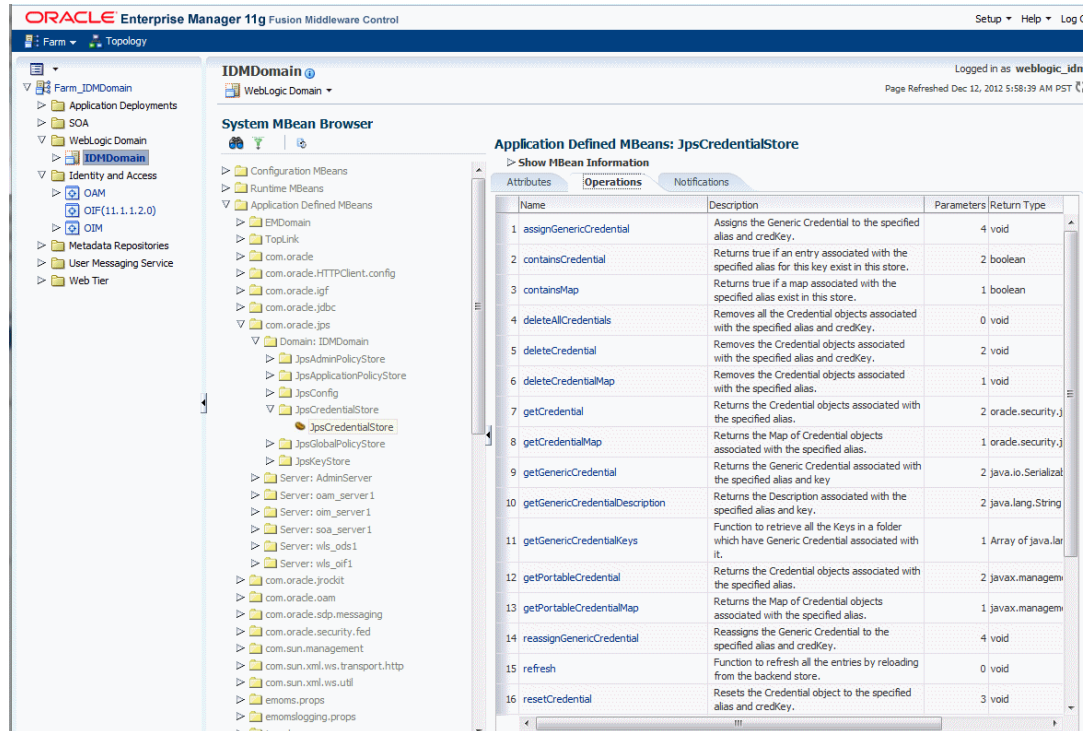 ORACLE Enterprise Manager 11g Fusion Middleware Control
Setup Help Log
Farm Topology
Farm_IDMDomain
Application Deployments
SOA
WebLogic Domain
IDMDomain
Identity and Access
OAM
OIF(11.1.1.2.0)
OIM
Metadata Repositories
User Messaging Service
Web Tier
IDMDomain
Logged in as weblogic_idm
WebLogic Domain
Page Refreshed Dec 12, 2012 5:58:39 AM PST
System MBean Browser
Configuration MBeans
Runtime MBeans
Application Defined MBeans
EMDomain
TopLink
com.oracle
com.oracle.HTTPClient.config
com.oracle.igf
com.oracle.jdbc
com.oracle.jps
Domain: IDMDomain
JpsAdminPolicyStore
JpsApplicationPolicyStore
JpsConfig
JpsCredentialStore
JpsCredentialStore
JpsGlobalPolicyStore
JpsKeyStore
Server: AdminServer
Server: oam_server1
Server: oim_server1
Server: soa_server1
Server: wls_ods1
Server: wls_oif1
com.oracle.jrockit
com.oracle.oam
com.oracle.sdp.messaging
com.oracle.security.fed
com.sun.management
com.sun.xml.ws.transport.http
com.sun.xml.ws.util
emoms.props
emomslogging.props
Application Defined MBeans: JpsCredentialStore
Show MBean Information
Attributes Operations Notifications
Name Description Parameters Return Type
1 assignGenericCredential Assigns the Generic Credential to the specified alias and credKey. 4 void
2 containsCredential Returns true if an entry associated with the specified alias for this key exist in this store. 2 boolean
3 containsMap Returns true if a map associated with the specified alias exist in this store. 1 boolean
4 deleteAllCredentials Removes all the Credential objects associated with the specified alias and credKey. 0 void
5 deleteCredential Removes the Credential objects associated with the specified alias and credKey. 2 void
6 deleteCredentialMap Removes the Credential objects associated with the specified alias. 1 void
7 getCredential Returns the Credential objects associated with the specified alias. 2 oracle.security.j
8 getCredentialMap Returns the Map of Credential objects associated with the specified alias. 1 oracle.security.j
9 getGenericCredential Returns the Generic Credential associated with the specified alias and key 2 java.io.Serializab
10 getGenericCredentialDescription Returns the Description associated with the specified alias and key. 2 java.lang.String
11 getGenericCredentialKeys Function to retrieve all the Keys in a folder which have Generic Credential associated with it. 1 Array of java.lan
12 getPortableCredential Returns the Credential objects associated with the specified alias. 2 javax.managem
13 getPortableCredentialMap Returns the Map of Credential objects associated with the specified alias. 1 javax.managem
14 reassignGenericCredential Reassigns the Generic Credential to the specified alias and credKey. 4 void
15 refresh Function to refresh all the entries by reloading from the backend store. 0 void
16 resetCredential Resets the Credential object to the specified alias and credKey. 3 void